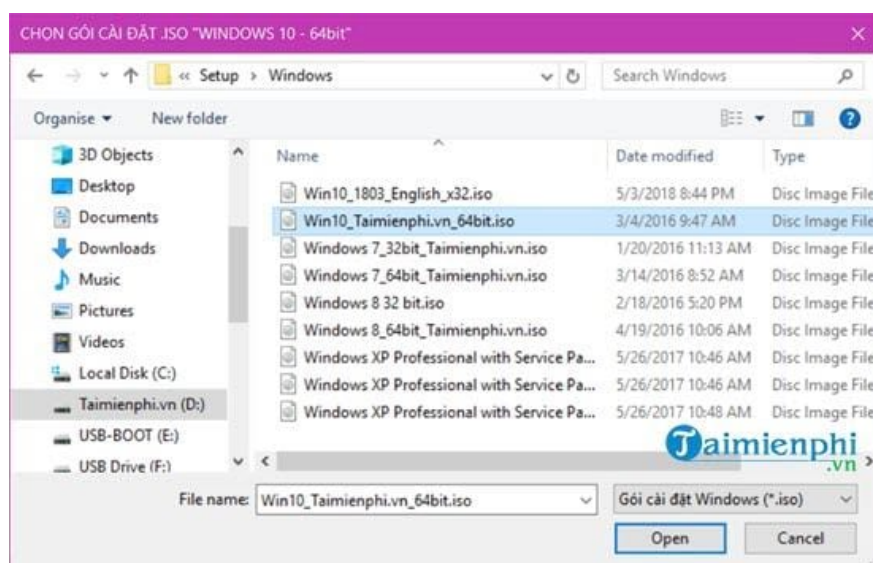 CHỌN GÓI CÀI ĐẶT .ISO "WINDOWS 10 - 64bit"
« Setup › Windows
Search Windows
Organise
New folder
3D Objects
Desktop
Documents
Downloads
Music
Pictures
Videos
Local Disk (C:)
Taimienphi.vn (D:)
USB-BOOT (E:)
USB Drive (F:)
Name Date modified Type
Win10_1803_English_x32.iso 5/3/2018 8:44 PM Disc Image File
Win10_Taimienphi.vn_64bit.iso 3/4/2016 9:47 AM Disc Image File
Windows 7_32bit_Taimienphi.vn.iso 1/20/2016 11:13 AM Disc Image File
Windows 7_64bit_Taimienphi.vn.iso 3/14/2016 8:52 AM Disc Image File
Windows 8 32 bit.iso 2/18/2016 5:20 PM Disc Image File
Windows 8_64bit_Taimienphi.vn.iso 4/19/2016 10:06 AM Disc Image File
Windows XP Professional with Service Pa... 5/26/2017 10:46 AM Disc Image File
Windows XP Professional with Service Pa... 5/26/2017 10:46 AM Disc Image File
Windows XP Professional with Service Pa... 5/26/2017 10:48 AM Disc Image File
Taimienphi
.vn
File name: Win10_Taimienphi.vn_64bit.iso
Gói cài đặt Windows (*.iso)
Open
Cancel